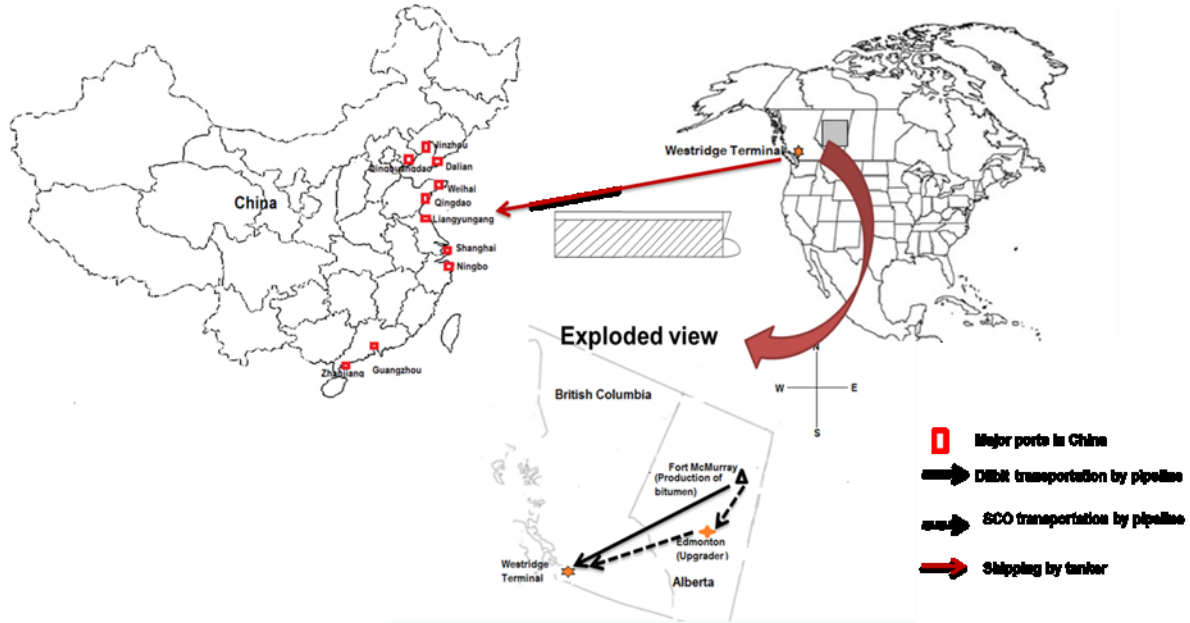 Jinzhou
Qinghuangdao
Dalian
Weihai
China
Qingdao
Liangyungang
Shanghai
Ningbo
Guangzhou
Zhanjiang
Westridge Terminal
Exploded view
N
W
E
S
British Columbia
Fort McMurray
(Production of
bitumen)
Edmonton
(Upgrader)
Westridge
Terminal
Alberta
Major ports in China
Dilbit transportation by pipeline
SCO transportation by pipeline
Shipping by tanker